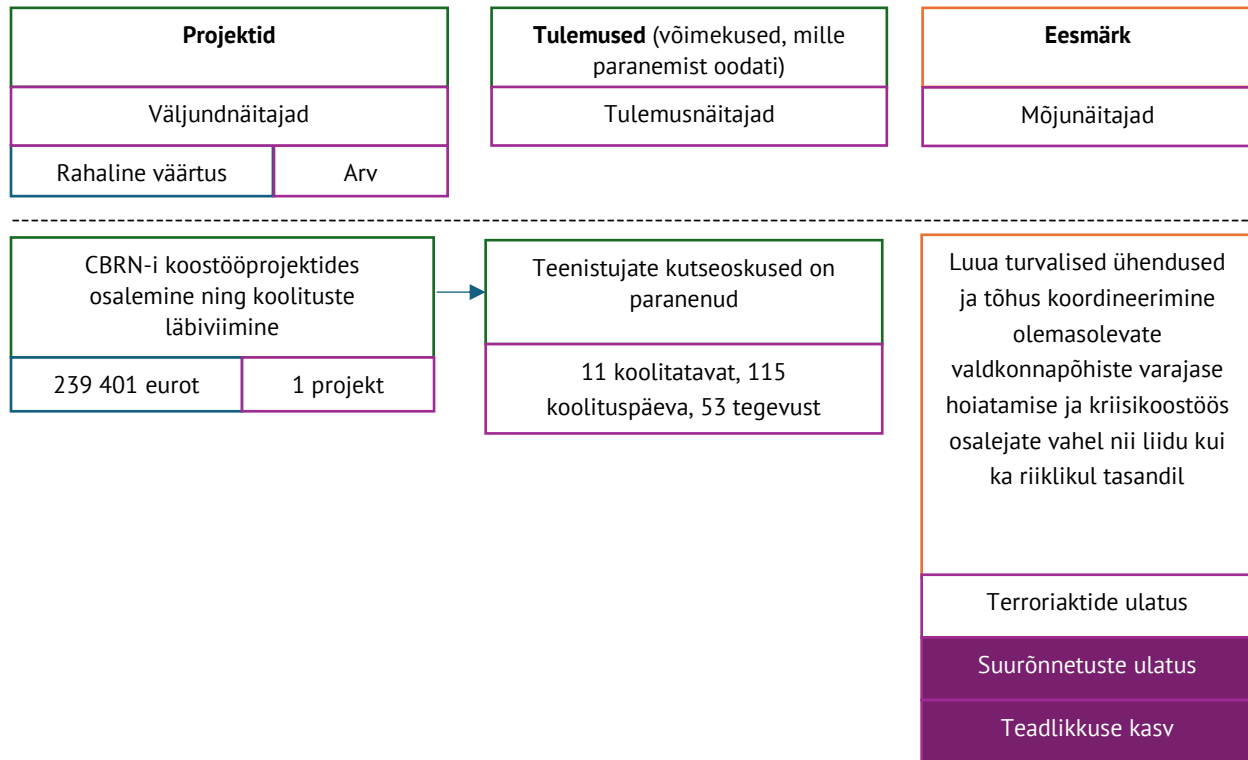 Projektid
Väljundnäitajad
Rahaline väärtus
Arv
Tulemused (võimekused, mille
paranemist oodati)
Tulemusnäitajad
Eesmärk
Mõjunäitajad
CBRN-i koostööprojektides
osalemine ning koolituste
läbiviimine
239 401 eurot
1 projekt
Teenistujate kutseoskused on
paranenud
11 koolitatavat, 115
koolituspäeva, 53 tegevust
Luua turvalised ühendused
ja tõhus koordineerimine
olemasolevate
valdkonnapõhiste varajase
hoiatamise ja kriisikoostöös
osalejate vahel nii liidu kui
ka riiklikul tasandil
Terroriaktide ulatus
Suurõnnetuste ulatus
Teadlikkuse kasv